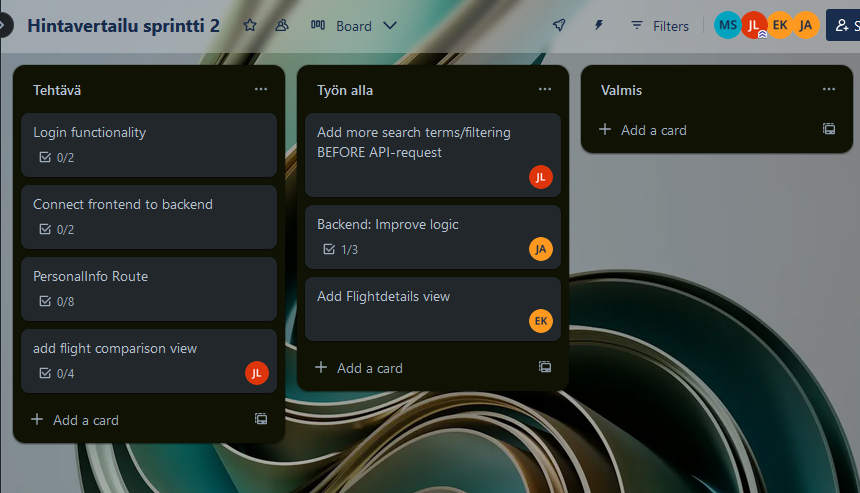 Hintavertailu sprintti 2
Board
Filters
MS JL EK JA
S
Tehtävä
Login functionality
0/2
Connect frontend to backend
0/2
PersonalInfo Route
0/8
add flight comparison view
0/4
JL
Add a card
Työn alla
Add more search terms/filtering
BEFORE API-request
JL
Backend: Improve logic
1/3
JA
Add Flightdetails view
EK
Add a card
Valmis
Add a card